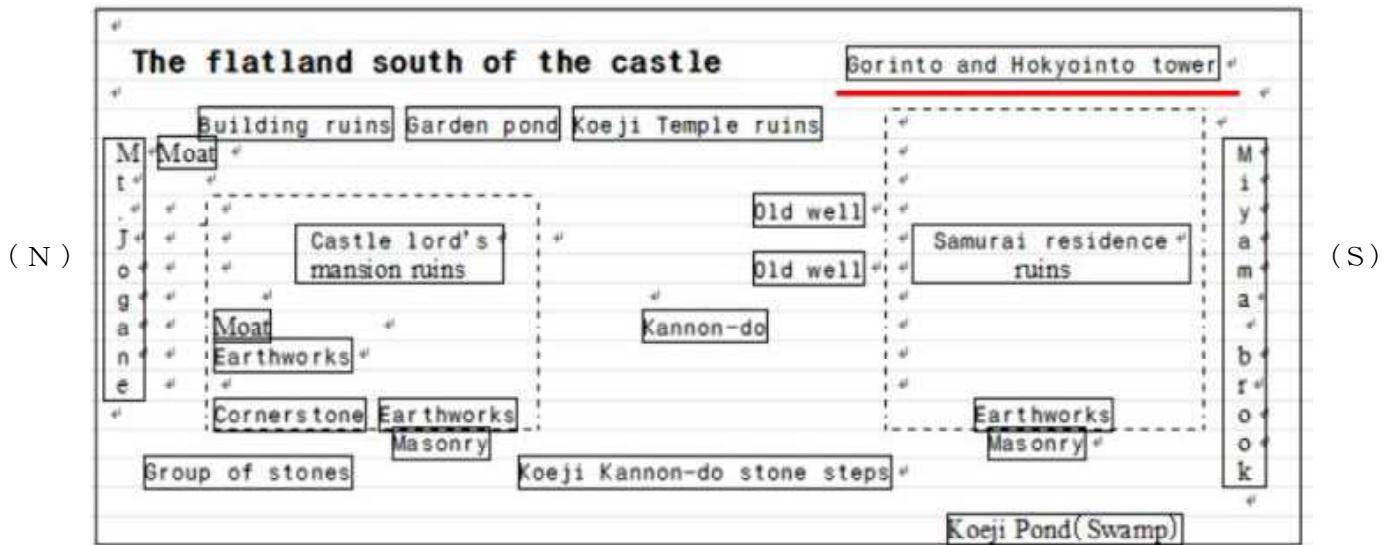 The flatland south of the castle
Gorinto and Hokyointo tower
Building ruins Garden pond Koeji Temple ruins
Moat
Mt.Jogane
Miyama brook
Old well
(N)
Castle lord's
mansion ruins
Old well
Samurai residence
ruins
(S)
Moat
Kannon-do
Earthworks
Cornerstone Earthworks
Masonry
Earthworks
Masonry
Group of stones
Koeji Kannon-do stone steps
Koeji Pond(Swamp)